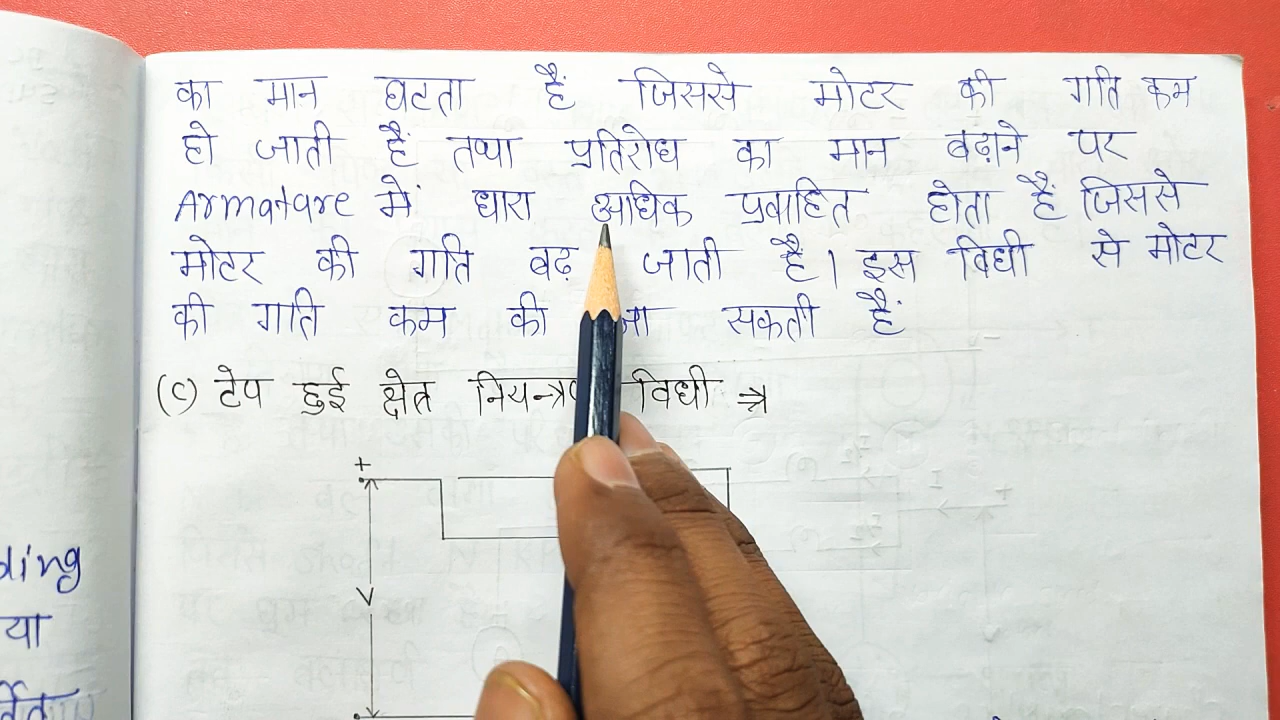 का मान घटता हैं जिससे मोटर की गति कम
हो जाती हैं तथा प्रतिरोध का मान बढ़ाने पर
Armature में धारा अधिक प्रवाहित होता हैं जिससे
मोटर की गति बढ़ जाती हैं। इस विधी से मोटर
की गति कम की जा सकती हैं
(c) टेप हुई क्षेत्र नियन्त्रण विधी ⇒
+
V
ding
या